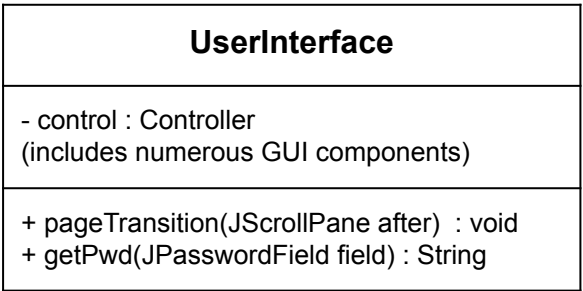 UserInterface
- control : Controller
(includes numerous GUI components)
+ pageTransition(JScrollPane after) : void
+ getPwd(JPasswordField field) : String